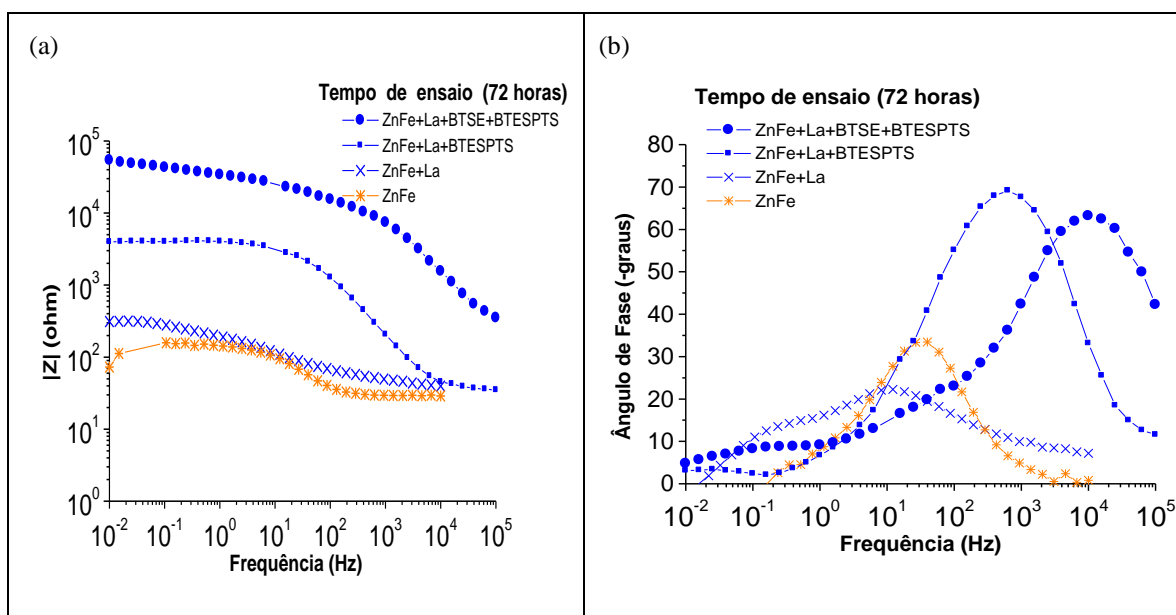 (a)
Tempo de ensaio (72 horas)
ZnFe+La+BTSE+BTESPTS
ZnFe+La+BTESPTS
ZnFe+La
ZnFe
|Z| (ohm)
10^5
10^4
10^3
10^2
10^1
10^0
10^-2 10^-1 10^0 10^1 10^2 10^3 10^4 10^5
Frequência (Hz)
(b)
Tempo de ensaio (72 horas)
ZnFe+La+BTSE+BTESPTS
ZnFe+La+BTESPTS
ZnFe+La
ZnFe
Ângulo de Fase (-graus)
80
70
60
50
40
30
20
10
0
10^-2 10^-1 10^0 10^1 10^2 10^3 10^4 10^5
Frequência (Hz)